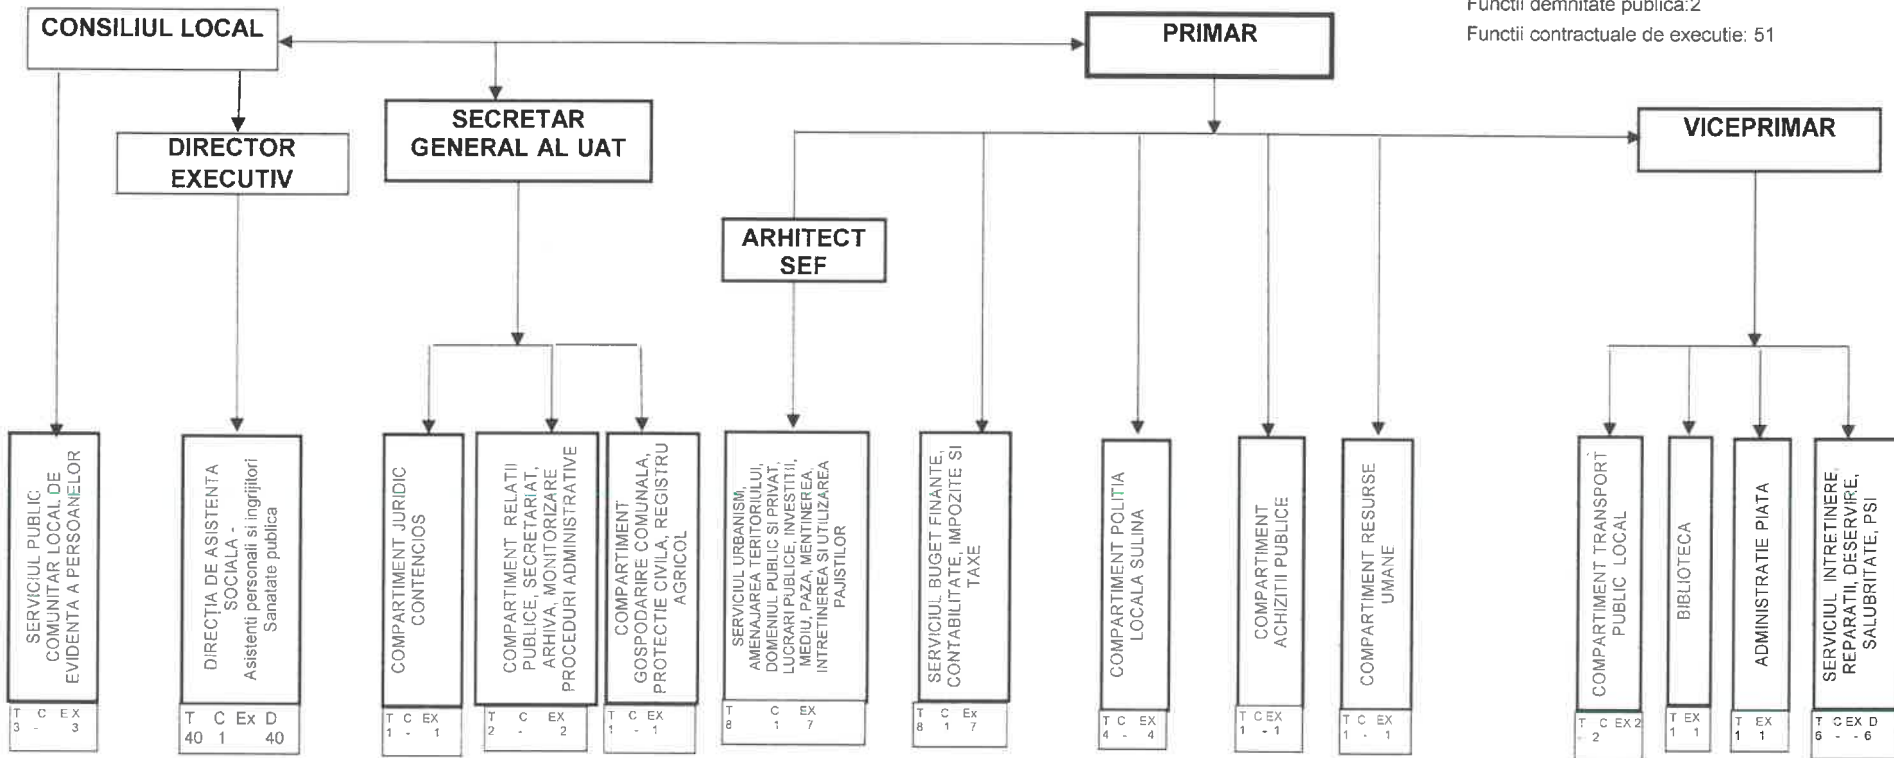 Functii demnitate publica:2
Functii contractuale de executie: 51
CONSILIUL LOCAL
PRIMAR
SECRETAR
GENERAL AL UAT
VICEPRIMAR
DIRECTOR
EXECUTIV
ARHITECT
SEF
SERVICIUL PUBLIC
COMUNITAR LOCAL DE
EVIDENTA A PERSOANELOR
T C EX
3 - 3
DIRECTIA DE ASISTENTA
SOCIALA -
Asistenti personali si ingrijitori
Sanatate publica
T C Ex D
40 1 40
COMPARTIMENT JURIDIC
CONTENCIOS
T C EX
1 - 1
COMPARTIMENT RELATII
PUBLICE, SECRETARIAT,
ARHIVA, MONITORIZARE
PROCEDURI ADMINISTRATIVE
T C EX
2 - 2
COMPARTIMENT
GOSPODARIRE COMUNALA,
PROTECTIE CIVILA, REGISTRU
AGRICOL
T C EX
1 - 1
SERVICIUL URBANISM,
AMENAJAREA TERITORIULUI,
DOMENIUL PUBLIC SI PRIVAT,
LUCRARI PUBLICE, INVESTITII,
MEDIU, PAZA, MENTINEREA,
INTRETINEREA SI UTILIZAREA
PAJISTILOR
T C EX
8 1 7
SERVICIUL BUGET FINANTE,
CONTABILITATE, IMPOZITE SI
TAXE
T C Ex
8 1 7
COMPARTIMENT POLITIA
LOCALA SULINA
T C EX
4 - 4
COMPARTIMENT
ACHIZITII PUBLICE
T C EX
1 - 1
COMPARTIMENT RESURSE
UMANE
T C EX
1 - 1
COMPARTIMENT TRANSPORT
PUBLIC LOCAL
T C EX 2
- 2
BIBLIOTECA
T EX
1 1
ADMINISTRATIE PIATA
T EX
1 1
SERVICIUL INTRETINERE,
REPARATII, DESERVIRE,
SALUBRITATE, PSI
T C EX D
6 - - 6